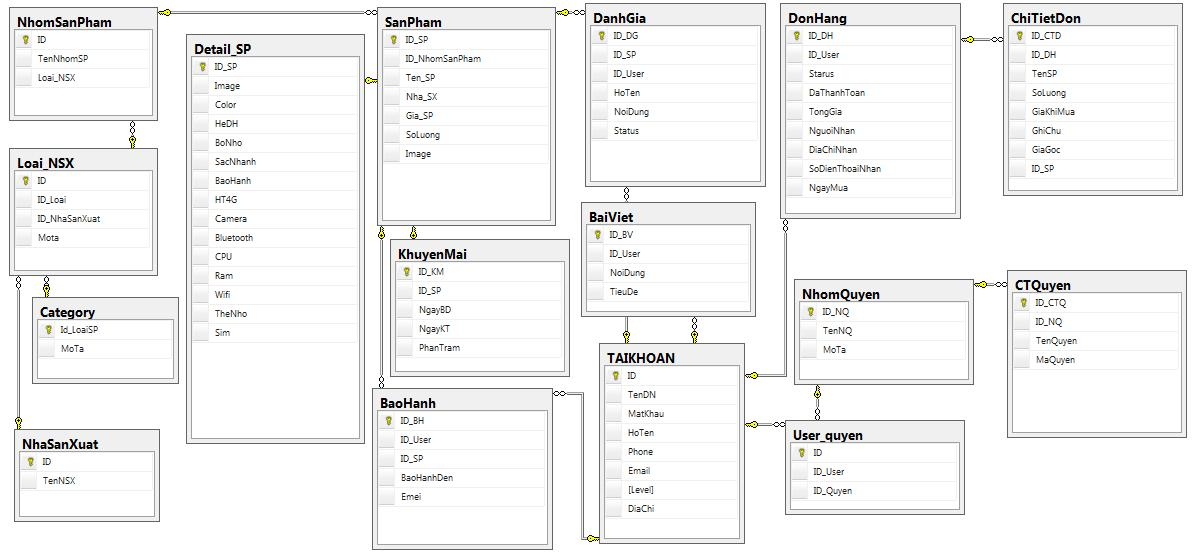 NhomSanPham
ID
TenNhomSP
Loai_NSX
Detail_SP
ID_SP
Image
Color
HeDH
BoNho
SacNhanh
BaoHanh
HT4G
Camera
Bluetooth
CPU
Ram
Wifi
TheNho
Sim
SanPham
ID_SP
ID_NhomSanPham
Ten_SP
Nha_SX
Gia_SP
SoLuong
Image
DanhGia
ID_DG
ID_SP
ID_User
HoTen
NoiDung
Status
DonHang
ID_DH
ID_User
Starus
DaThanhToan
TongGia
NguoiNhan
DiaChiNhan
SoDienThoaiNhan
NgayMua
ChiTietDon
ID_CTD
ID_DH
TenSP
SoLuong
GiaKhiMua
GhiChu
GiaGoc
ID_SP
Loai_NSX
ID
ID_Loai
ID_NhaSanXuat
Mota
BaiViet
ID_BV
ID_User
NoiDung
TieuDe
KhuyenMai
ID_KM
ID_SP
NgayBD
NgayKT
PhanTram
NhomQuyen
ID_NQ
TenNQ
MoTa
CTQuyen
ID_CTQ
ID_NQ
TenQuyen
MaQuyen
Category
Id_LoaiSP
MoTa
TAIKHOAN
ID
TenDN
MatKhau
HoTen
Phone
Email
[Level]
DiaChi
BaoHanh
ID_BH
ID_User
ID_SP
BaoHanhDen
Emei
NhaSanXuat
ID
TenNSX
User_quyen
ID
ID_User
ID_Quyen